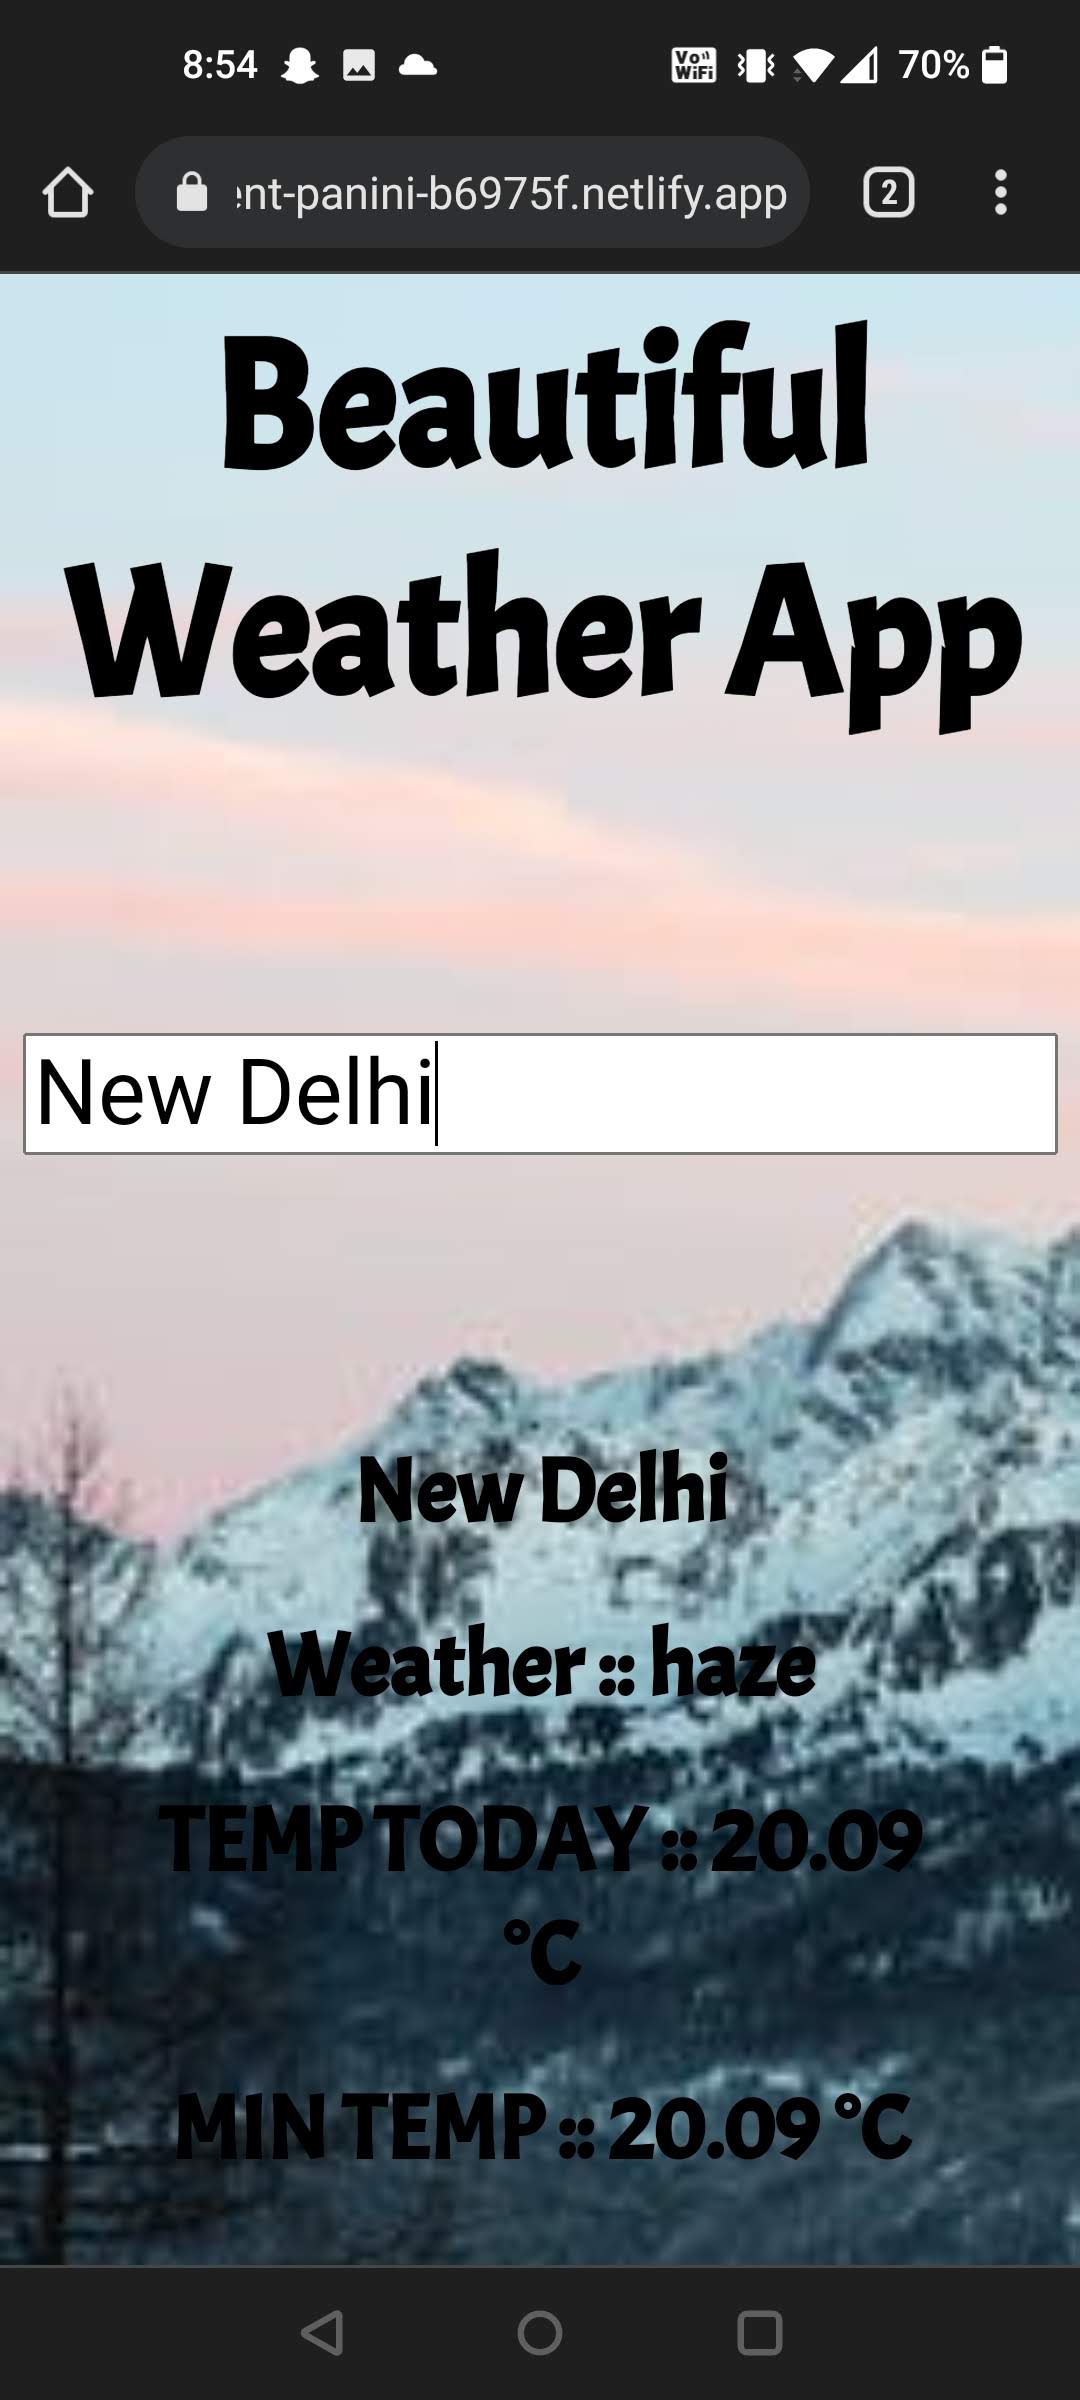 8:54
Vo WiFi
70%
ent-panini-b6975f.netlify.app
2
Beautiful
Weather App
New Delhi
New Delhi
Weather :: haze
TEMP TODAY :: 20.09
°C
MIN TEMP :: 20.09 °C